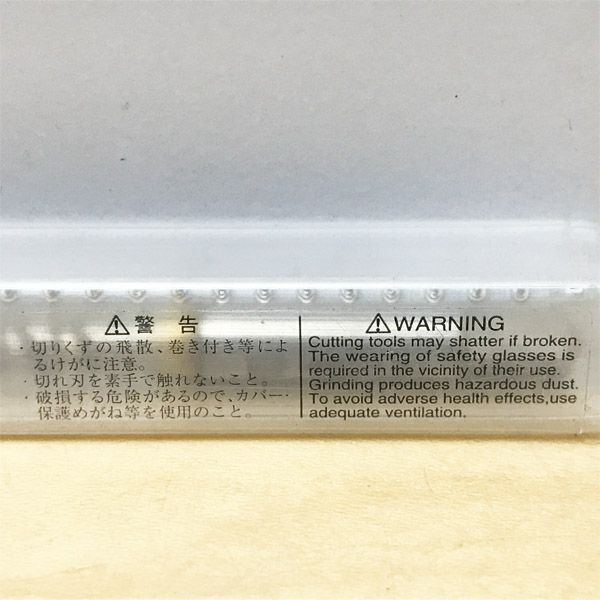 ⚠警 告
・切りくずの飛散、巻き付き等によ
るけがに注意。
・切れ刃を素手で触れないこと。
・破損する危険があるので、カバー・
保護めがね等を使用のこと。
⚠WARNING
Cutting tools may shatter if broken.
The wearing of safety glasses is
required in the vicinity of their use.
Grinding produces hazardous dust.
To avoid adverse health effects,use
adequate ventilation.